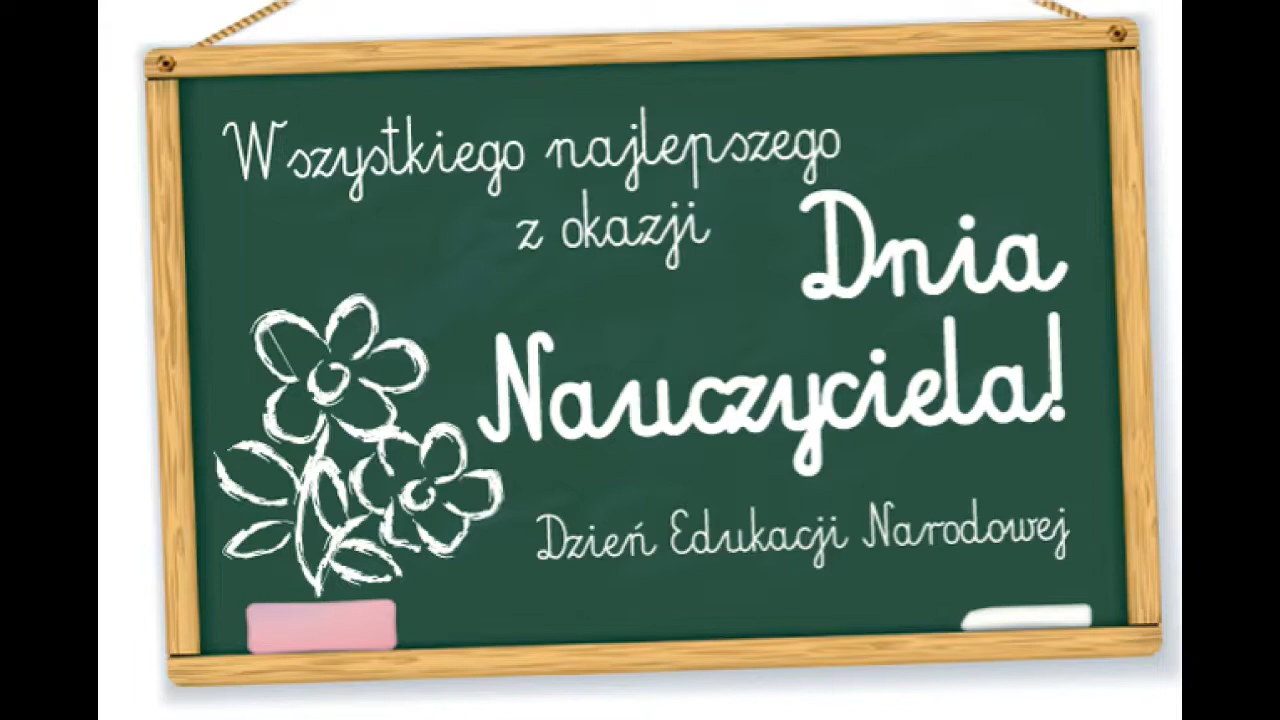 Wszystkiego najlepszego
z okazji
Dnia
Nauczyciela!
Dzień Edukacji Narodowej